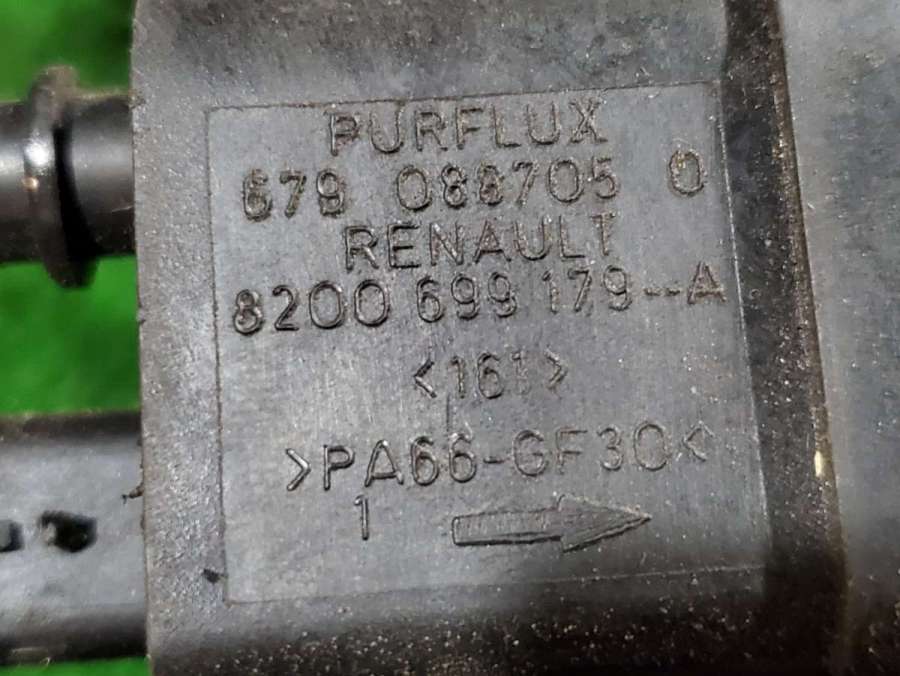 PURFLUX
679 088705 0
RENAULT
8200 699 179--A
<161>
>PA66-GF30<
1